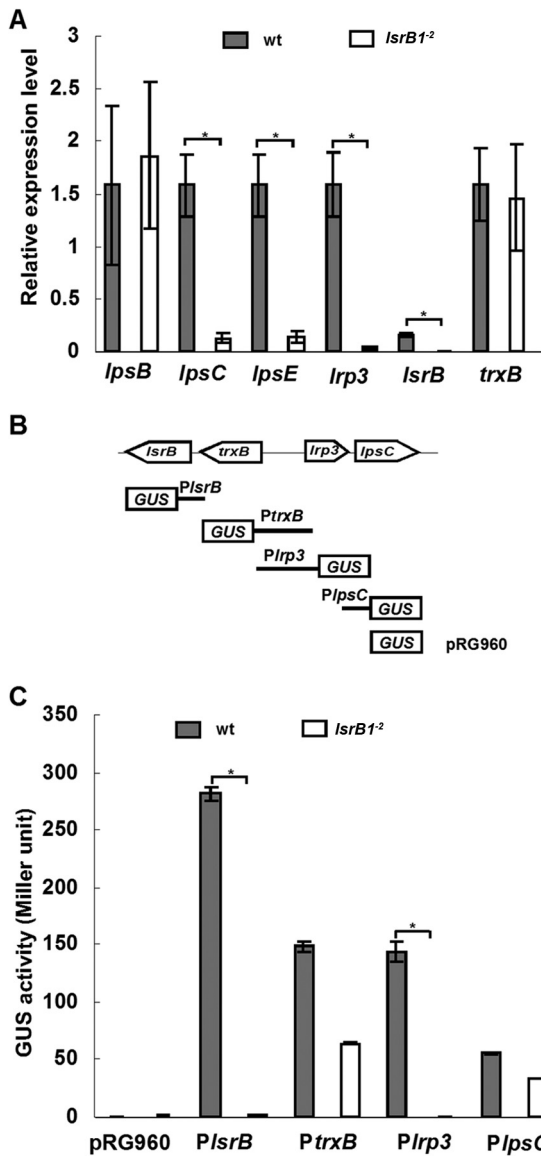 A
wt
lsrB1-2
Relative expression level
3
2.5
2
1.5
1
0.5
0
*
*
*
*
lpsB
lpsC
lpsE
lrp3
lsrB
trxB
B
lsrB
trxB
lrp3
lpsC
PlsrB
GUS
PtrxB
GUS
Plrp3
GUS
PlpsC
GUS
GUS
pRG960
C
wt
lsrB1-2
GUS activity (Miller unit)
350
300
250
200
150
100
50
0
*
*
pRG960
PlsrB
PtrxB
Plrp3
PlpsC